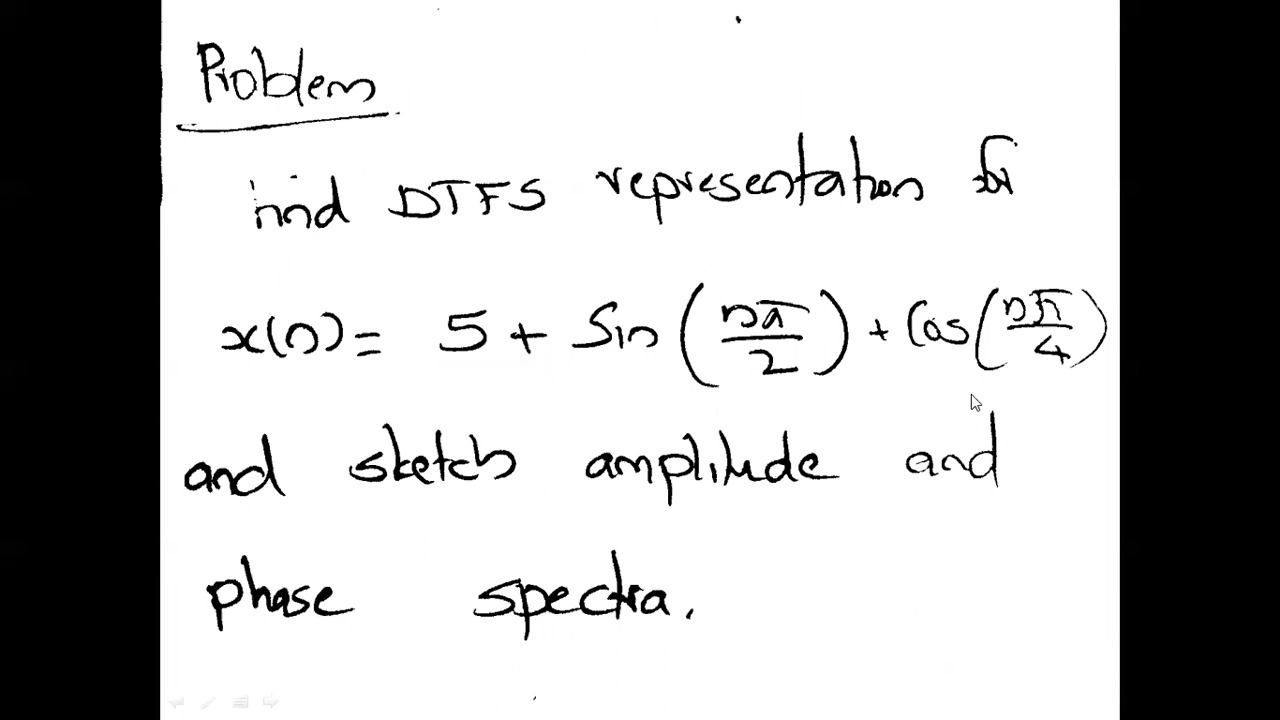 Problem
Find DTFS representation for
x(n) = 5 + Sin (nπ/2) + Cos (nπ/4)
and sketch amplitude and
phase spectra.